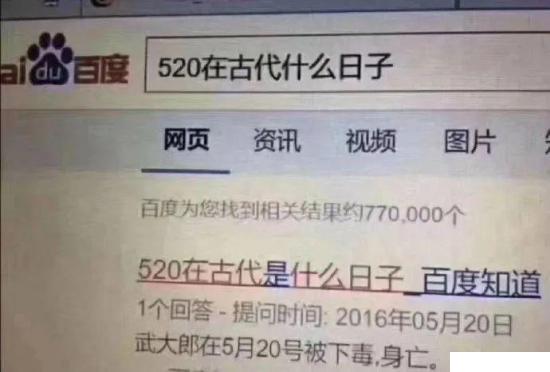 ai du 百度
520在古代什么日子
网页 资讯 视频 图片
百度为您找到相关结果约770,000个
520在古代是什么日子_百度知道
1个回答 - 提问时间: 2016年05月20日
武大郎在5月20号被下毒,身亡。